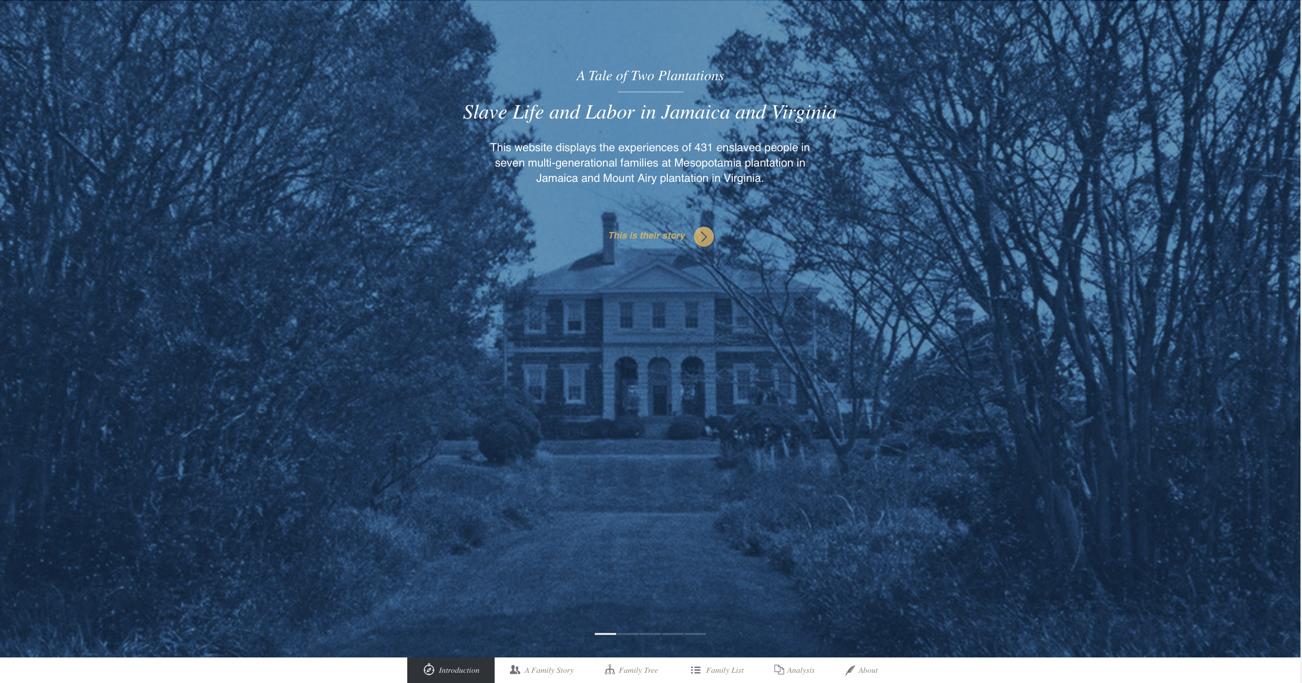 A Tale of Two Plantations
Slave Life and Labor in Jamaica and Virginia
This website displays the experiences of 431 enslaved people in
seven multi-generational families at Mesopotamia plantation in
Jamaica and Mount Airy plantation in Virginia.
This is their story
Introduction
A Family Story
Family Tree
Family List
Analysis
About